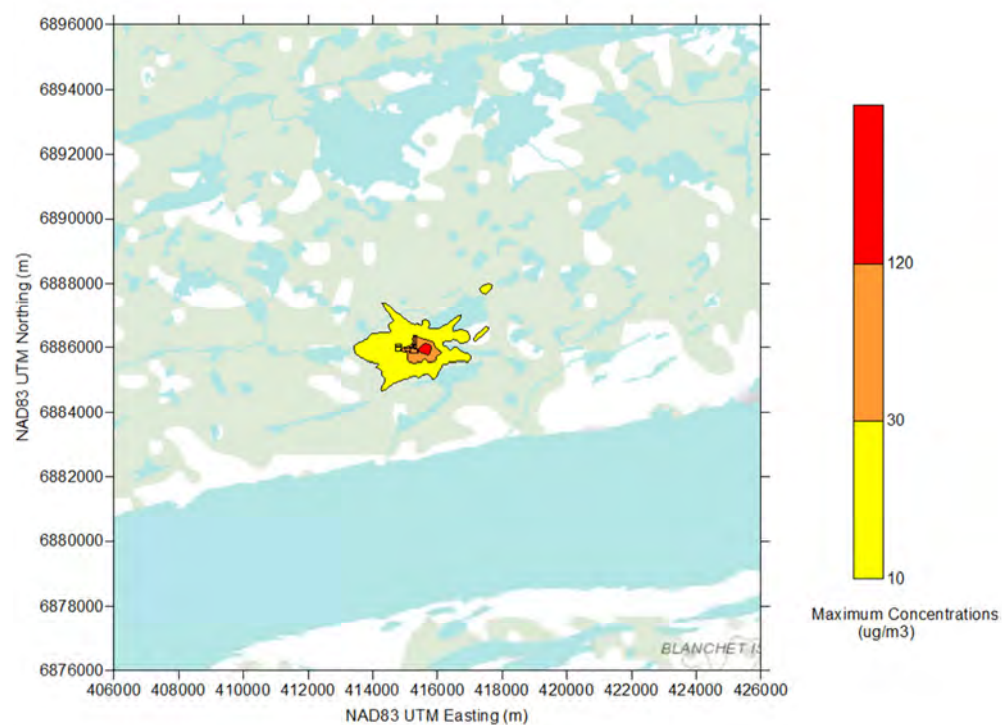 6896000
6894000
6892000
6890000
6888000
6886000
6884000
6882000
6880000
6878000
6876000
NAD83 UTM Northing (m)
406000 408000 410000 412000 414000 416000 418000 420000 422000 424000 426000
NAD83 UTM Easting (m)
BLANCHET IS
120
30
10
Maximum Concentrations
(ug/m3)